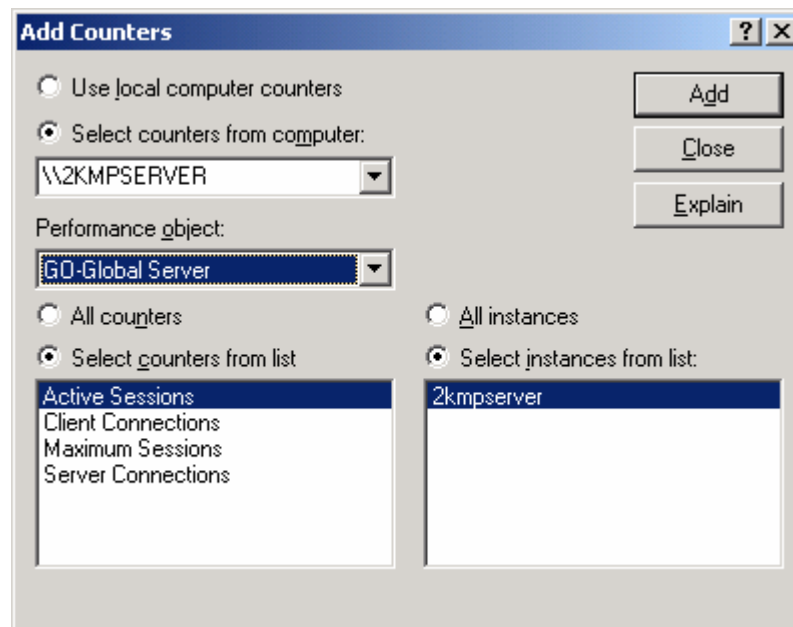 Add Counters
Use local computer counters
Select counters from computer:
\\2KMPSERVER
Performance object:
GO-Global Server
All counters
Select counters from list
Active Sessions
Client Connections
Maximum Sessions
Server Connections
Add
Close
Explain
All instances
Select instances from list:
2kmpserver